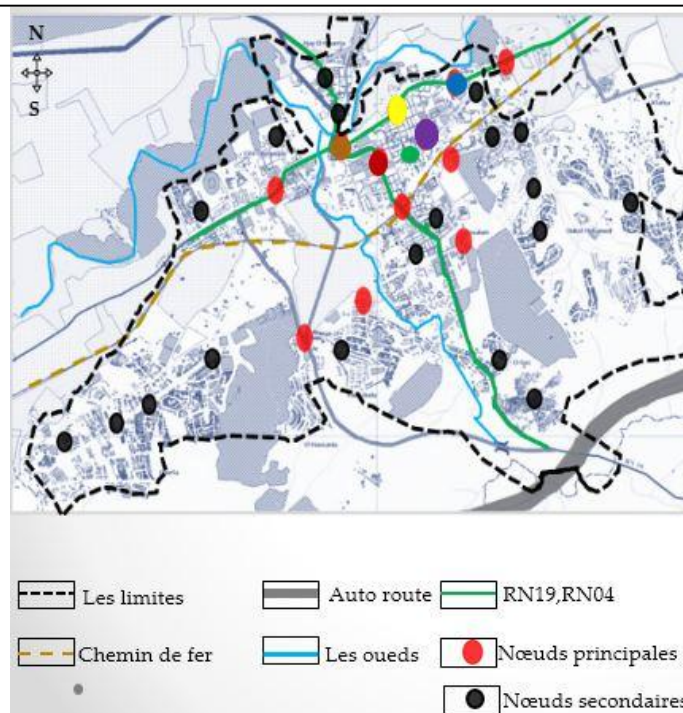 N
S
Les limites
Auto route
RN19,RN04
Chemin de fer
Les oueds
Nœuds principales
Nœuds secondaires